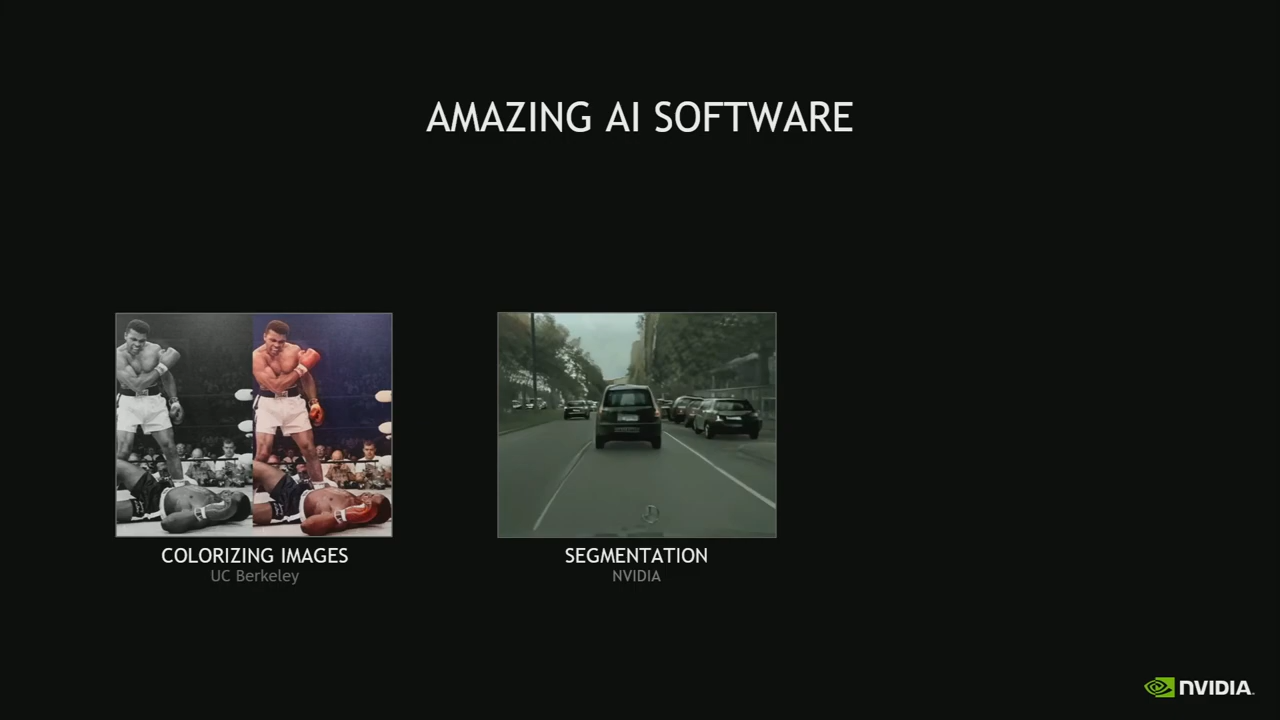 AMAZING AI SOFTWARE
COLORIZING IMAGES
UC Berkeley
SEGMENTATION
NVIDIA
NVIDIA.